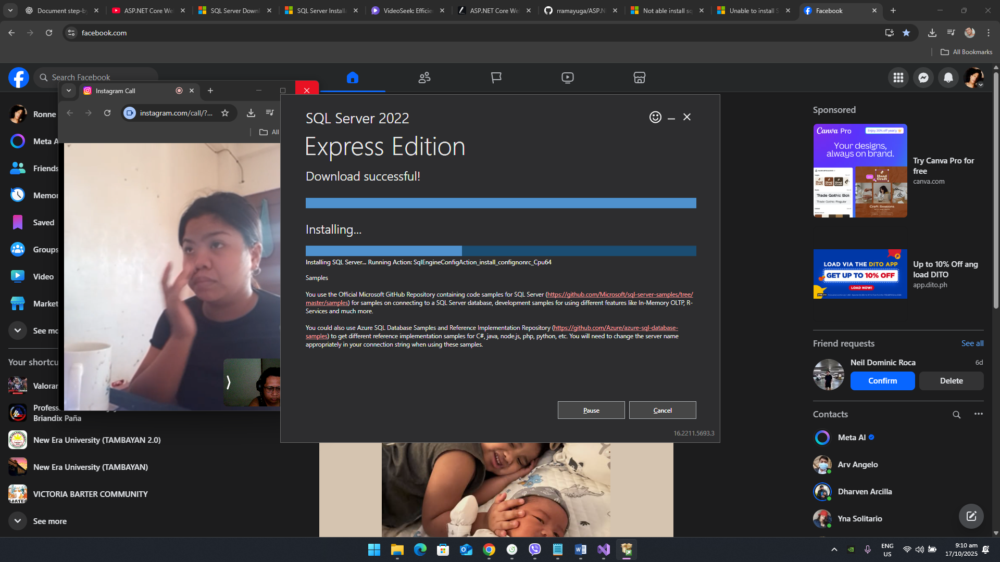 Document step-by
ASP.NET Core We
SQL Server Down
SQL Server Installa
VideoSeek: Efficie
ASP.NET Core We
rramayuga/ASP.N
Not able install sq
Unable to install S
Facebook
facebook.com
All Bookmarks
Search Facebook
Instagram Call
instagram.com/call/?...
All
Ronne
Meta A
Friends
Memor
Saved
Groups
Video
Market
See mo
Your shortcu
Valorar
Profess
Briandix Paña
New Era University (TAMBAYAN 2.0)
New Era University (TAMBAYAN)
VICTORIA BARTER COMMUNITY
See more
SQL Server 2022
Express Edition
Download successful!
Installing...
Installing SQL Server... Running Action: SqlEngineConfigAction_install_confignonrc_Cpu64
Samples
You use the Official Microsoft GitHub Repository containing code samples for SQL Server (https://github.com/Microsoft/sql-server-samples/tree/
master/samples) for samples on connecting to a SQL Server database, development samples for using different features like In-Memory OLTP, R-
Services and much more.
You could also use Azure SQL Database Samples and Reference Implementation Repository (https://github.com/Azure/azure-sql-database-
samples) to get different reference implementation samples for C#, java, node.js, php, python, etc. You will need to change the server name
appropriately in your connection string when using these samples.
Pause
Cancel
16.2211.5693.3
Sponsored
Canva Pro
Enjoy 30% off yearly
Your designs,
always on brand.
Hand Craft
Trade Gothic Bok
Trade Gothic Regular
Craft Sessions
Try Canva Pro for
free
canva.com
LOAD VIA THE DITO APP
GET UP TO 10% OFF
LOAD NOW!
Up to 10% Off ang
load DITO
app.dito.ph
Friend requests
See all
Neil Dominic Roca
6d
Confirm
Delete
Contacts
Meta AI
Arv Angelo
Dharven Arcilla
Yna Solitario
ENG
US
9:10 am
17/10/2025